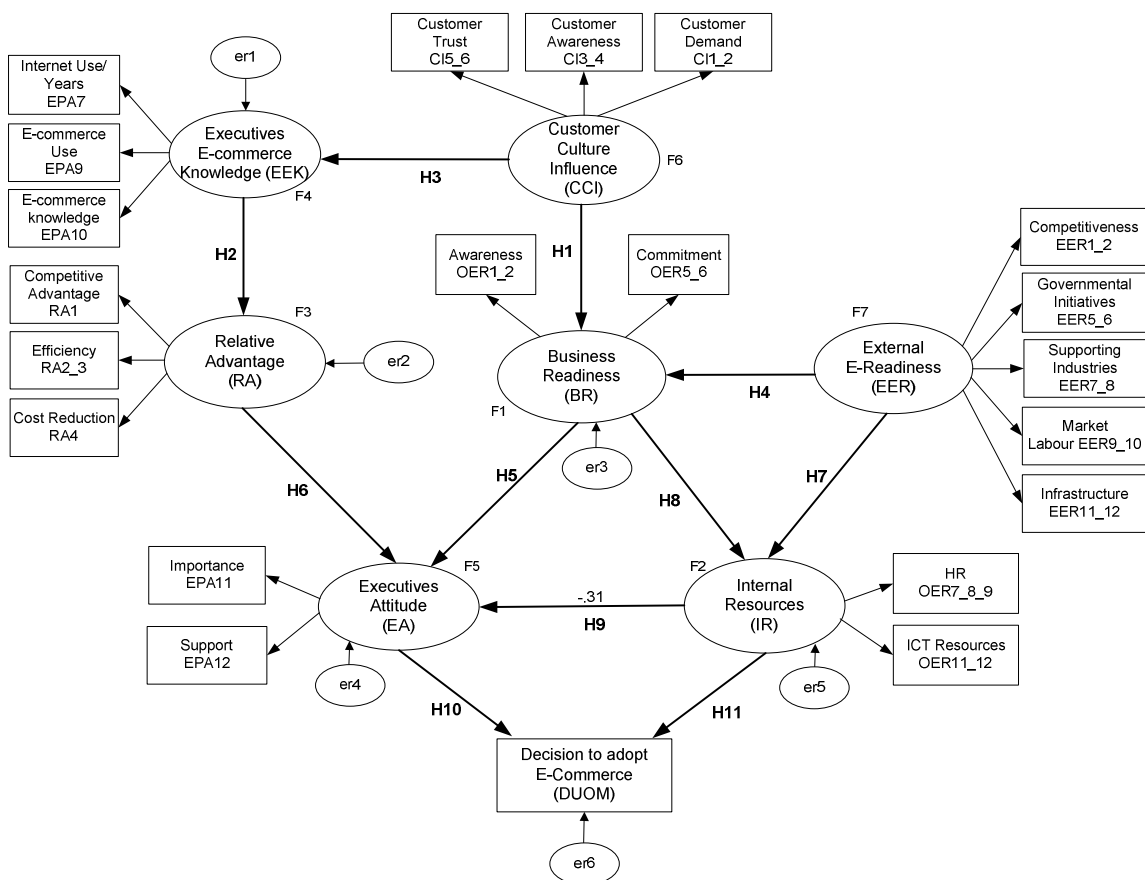 Customer
Trust
CI5_6
Customer
Awareness
CI3_4
Customer
Demand
CI1_2
er1
Internet Use/
Years
EPA7
E-commerce
Use
EPA9
E-commerce
knowledge
EPA10
Executives
E-commerce
Knowledge (EEK)
F4
H3
Customer
Culture
Influence
(CCI)
F6
H2
H1
Awareness
OER1_2
Commitment
OER5_6
Competitiveness
EER1_2
Governmental
Initiatives
EER5_6
Supporting
Industries
EER7_8
Market
Labour EER9_10
Infrastructure
EER11_12
Competitive
Advantage
RA1
Efficiency
RA2_3
Cost Reduction
RA4
F3
Relative
Advantage
(RA)
er2
Business
Readiness
(BR)
F1
er3
H4
F7
External
E-Readiness
(EER)
H6
H5
H8
H7
Importance
EPA11
Support
EPA12
F5
Executives
Attitude
(EA)
er4
-.31
H9
F2
Internal
Resources
(IR)
er5
HR
OER7_8_9
ICT Resources
OER11_12
H10
H11
Decision to adopt
E-Commerce
(DUOM)
er6